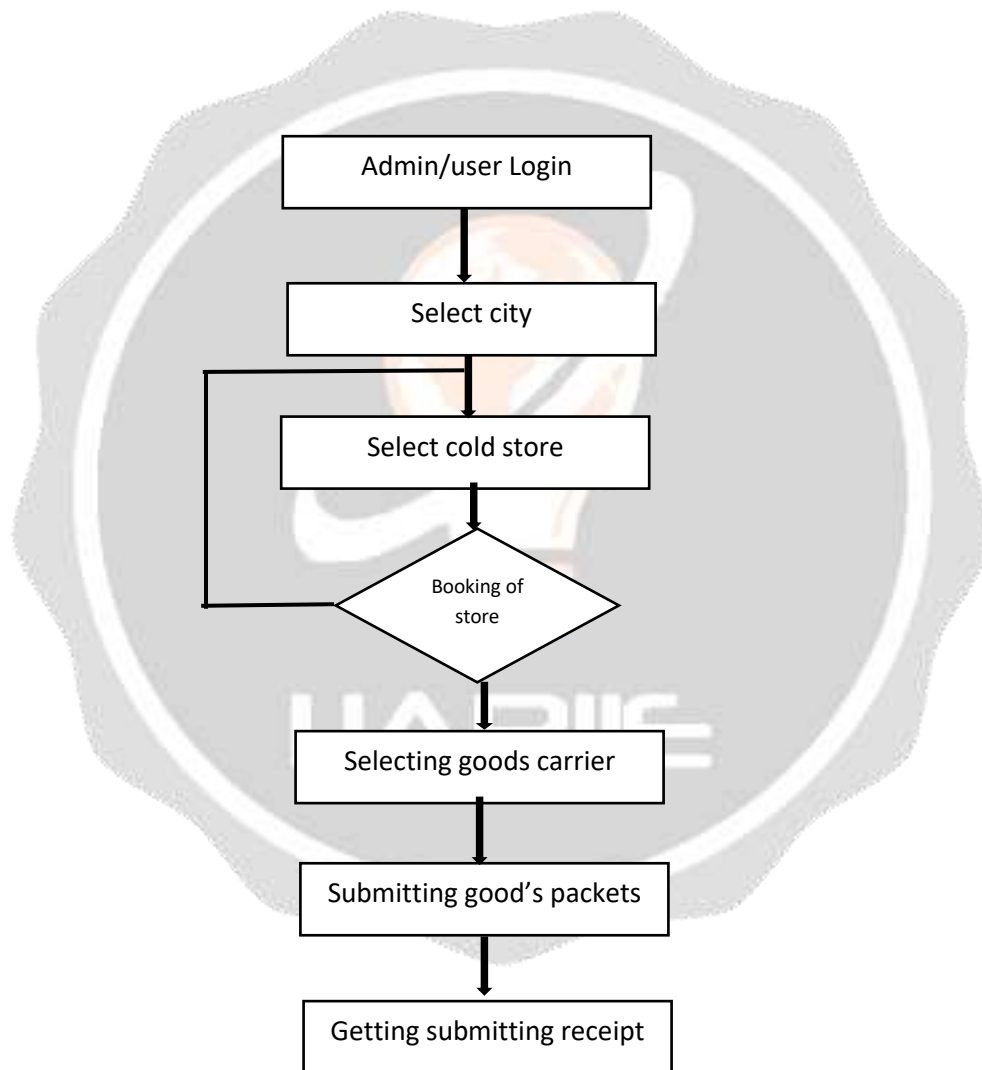 Admin/user Login
Select city
Select cold store
Booking of
store
Selecting goods carrier
Submitting good’s packets
Getting submitting receipt